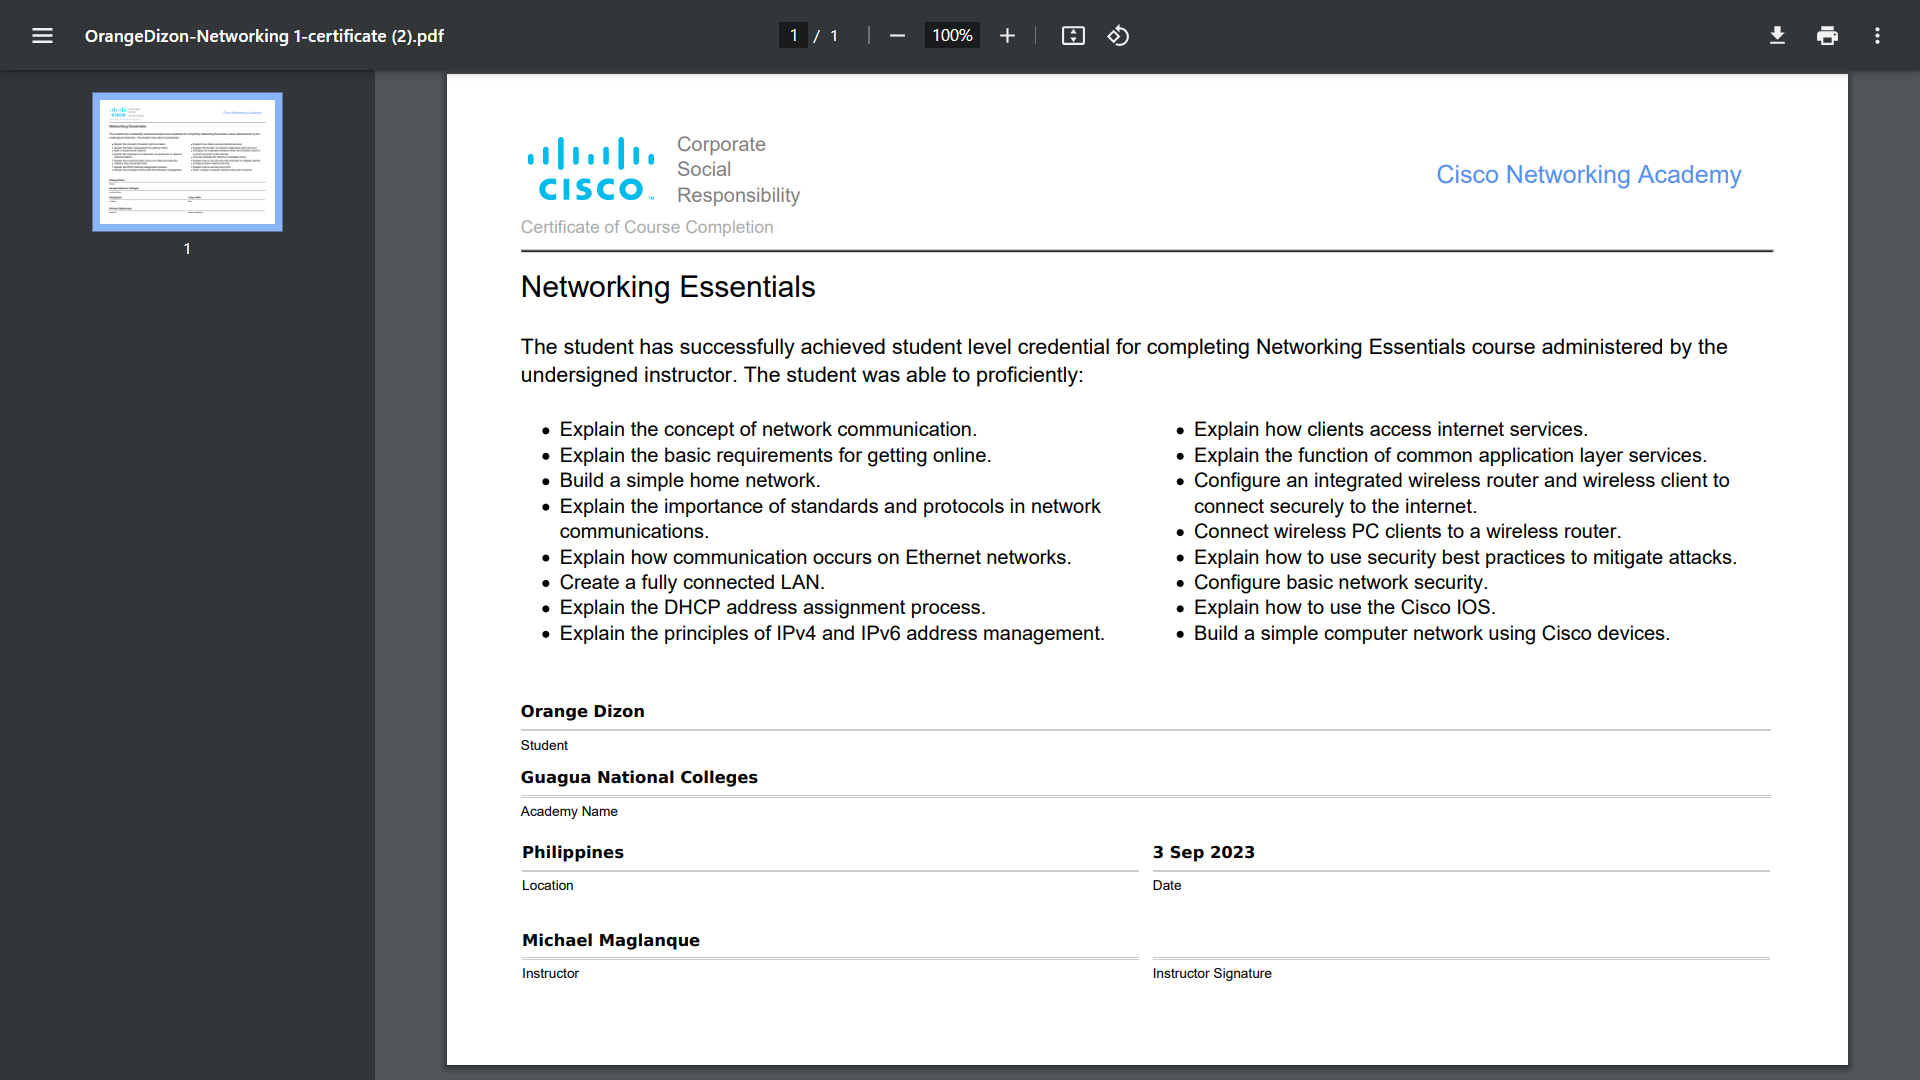 OrangeDizon-Networking 1-certificate (2).pdf
1 / 1
100%
1
CISCO
Corporate
Social
Responsibility
Cisco Networking Academy
Certificate of Course Completion
Networking Essentials
The student has successfully achieved student level credential for completing Networking Essentials course administered by the
undersigned instructor. The student was able to proficiently:
• Explain the concept of network communication.
• Explain the basic requirements for getting online.
• Build a simple home network.
• Explain the importance of standards and protocols in network
communications.
• Explain how communication occurs on Ethernet networks.
• Create a fully connected LAN.
• Explain the DHCP address assignment process.
• Explain the principles of IPv4 and IPv6 address management.
• Explain how clients access internet services.
• Explain the function of common application layer services.
• Configure an integrated wireless router and wireless client to
connect securely to the internet.
• Connect wireless PC clients to a wireless router.
• Explain how to use security best practices to mitigate attacks.
• Configure basic network security.
• Explain how to use the Cisco IOS.
• Build a simple computer network using Cisco devices.
Orange Dizon
Student
Guagua National Colleges
Academy Name
Philippines
Location
3 Sep 2023
Date
Michael Maglanque
Instructor
Instructor Signature